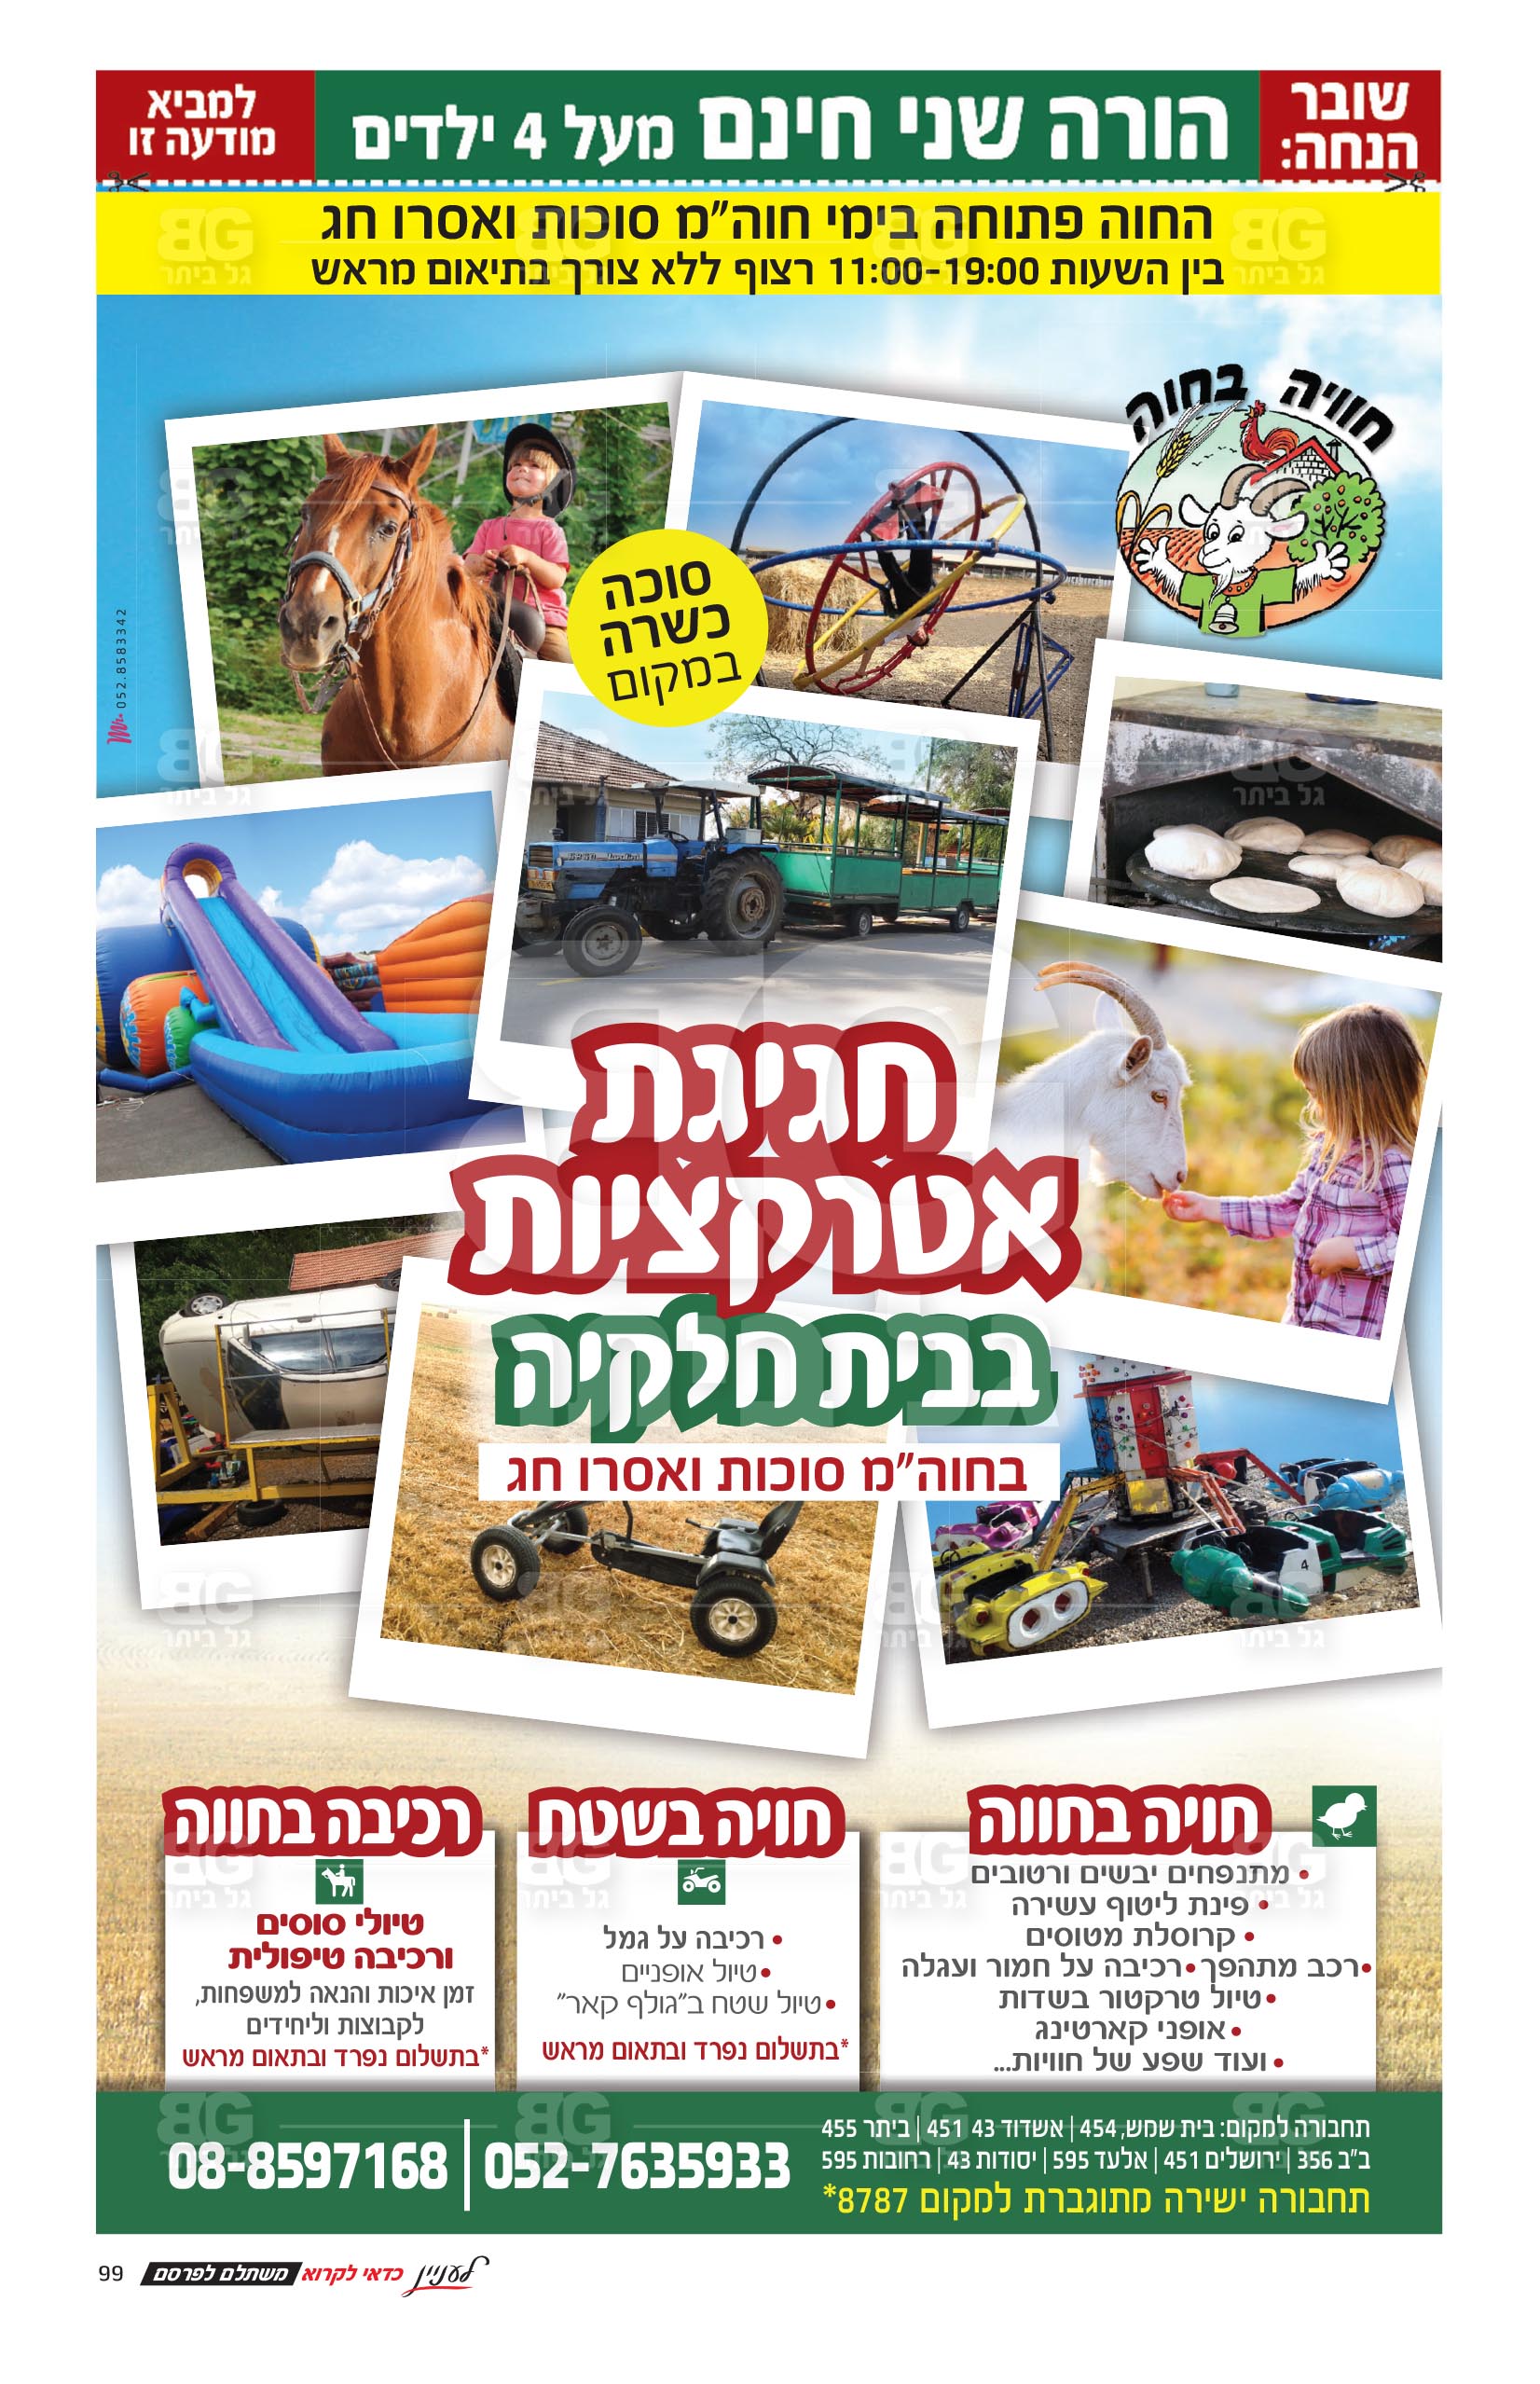 שובר הנחה:
הורה שני חינם מעל 4 ילדים
למביא מודעה זו
החוה פתוחה בימי חוה"מ סוכות ואסרו חג
בין השעות 11:00-19:00 רצוף ללא צורך בתיאום מראש
חוויה בחוה
סוכה
כשרה
במקום
052.8583342
חגיגת
אטרקציות
בבית חלקיה
בחוה"מ סוכות ואסרו חג
חויה בחווה
• מתנפחים יבשים ורטובים
• פינת ליטוף עשירה
• קרוסלת מטוסים
•רכב מתהפך •רכיבה על חמור ועגלה
•טיול טרקטור בשדות
•אופני קארטינג
•ועוד שפע של חוויות...
חויה בשטח
• רכיבה על גמל
•טיול אופניים
•טיול שטח ב"גולף קאר"
*בתשלום נפרד ובתאום מראש
רכיבה בחווה
טיולי סוסים
ורכיבה טיפולית
זמן איכות והנאה למשפחות,
לקבוצות וליחידים
*בתשלום נפרד ובתאום מראש
תחבורה למקום: בית שמש, 454 | אשדוד 43 451 | ביתר 455
ב"ב 356 | ירושלים 451 | אלעד 595 | יסודות 43 | רחובות 595
תחבורה ישירה מתוגברת למקום 8787*
052-7635933 | 08-8597168
לעניין כדאי לקרוא משתלם לפרסם 99
BG
גל ביתר